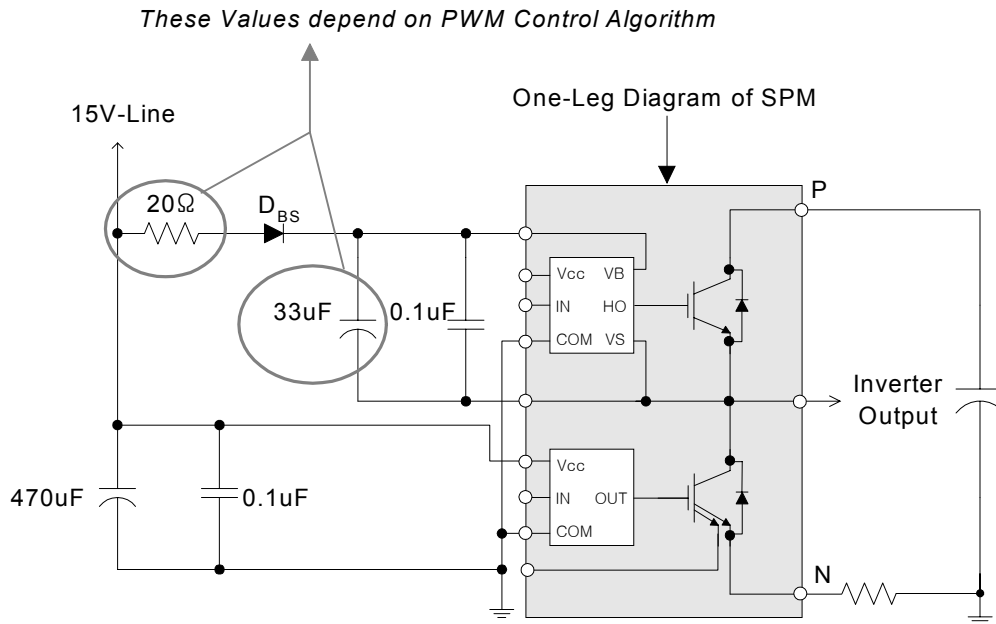 These Values depend on PWM Control Algorithm
One-Leg Diagram of SPM
15V-Line
P
20Ω
DBS
Vcc VB
IN HO
COM VS
33uF
0.1uF
Inverter
Output
Vcc
IN OUT
COM
470uF
0.1uF
N